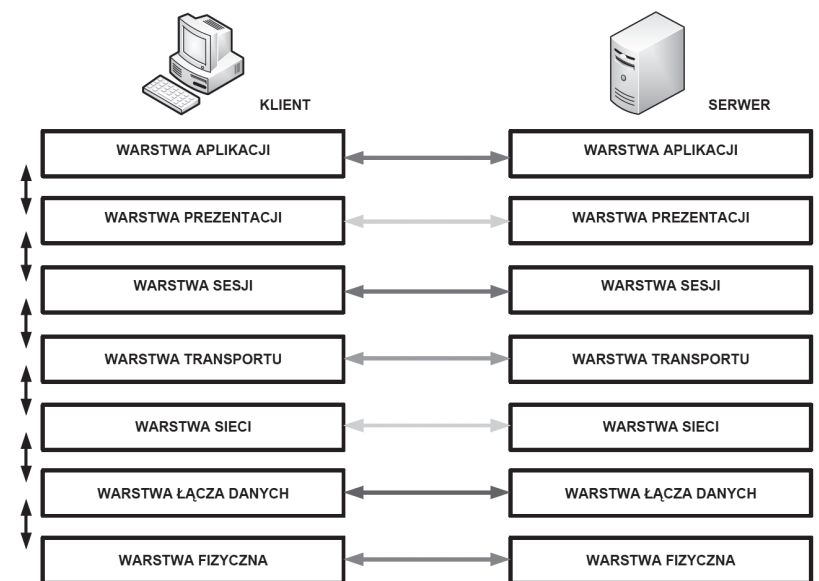 KLIENT
SERWER
WARSTWA APLIKACJI
WARSTWA APLIKACJI
WARSTWA PREZENTACJI
WARSTWA PREZENTACJI
WARSTWA SESJI
WARSTWA SESJI
WARSTWA TRANSPORTU
WARSTWA TRANSPORTU
WARSTWA SIECI
WARSTWA SIECI
WARSTWA ŁĄCZA DANYCH
WARSTWA ŁĄCZA DANYCH
WARSTWA FIZYCZNA
WARSTWA FIZYCZNA